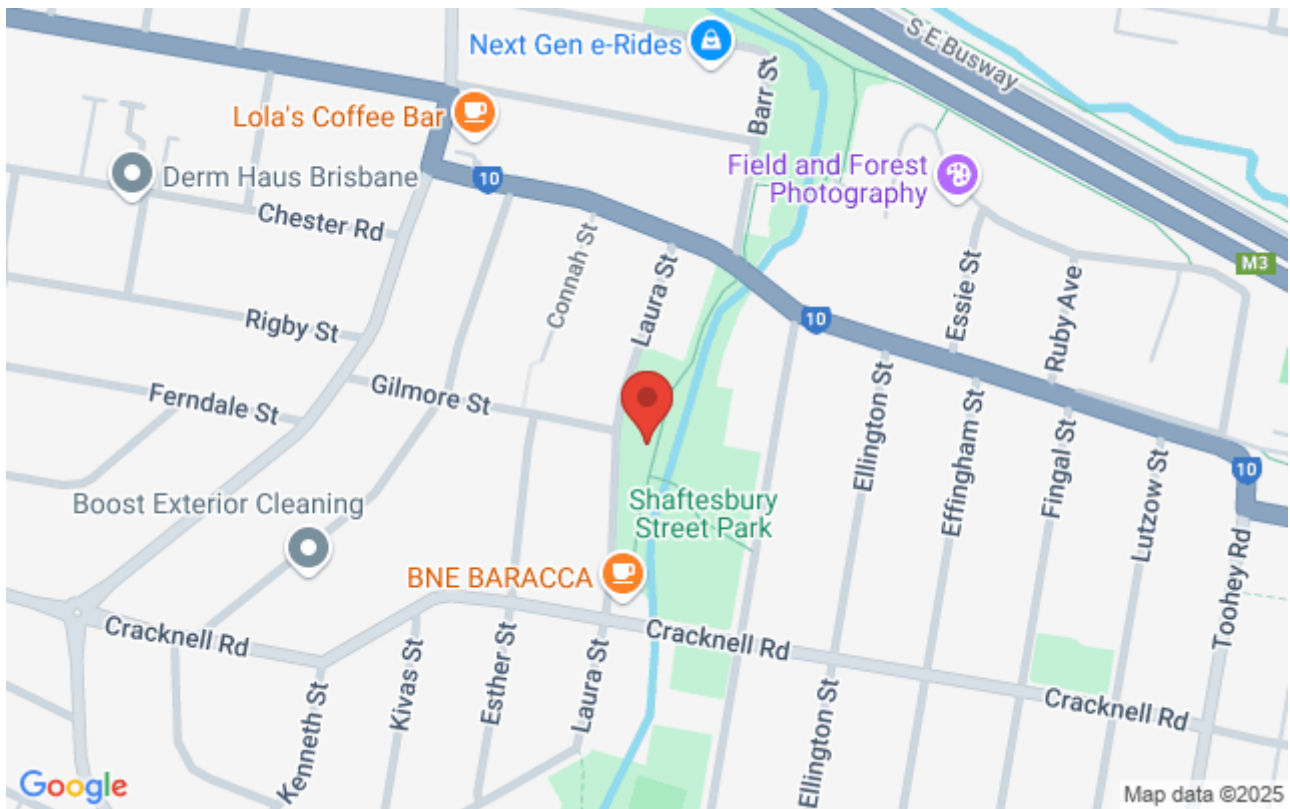 S E Busway
Next Gen e-Rides
Barr St
Lola's Coffee Bar
Derm Haus Brisbane
10
Field and Forest
Photography
Chester Rd
Connah St
Laura St
M3
Essie St
Ruby Ave
Rigby St
10
Gilmore St
Ferndale St
Ellington St
Effingham St
Fingal St
Lutzow St
10
Boost Exterior Cleaning
Shaftesbury
Street Park
Toohey Rd
BNE BARACCA
Cracknell Rd
Cracknell Rd
Kivas St
Esther St
Laura St
Kenneth St
Ellington St
Cracknell Rd
Google
Map data ©2025